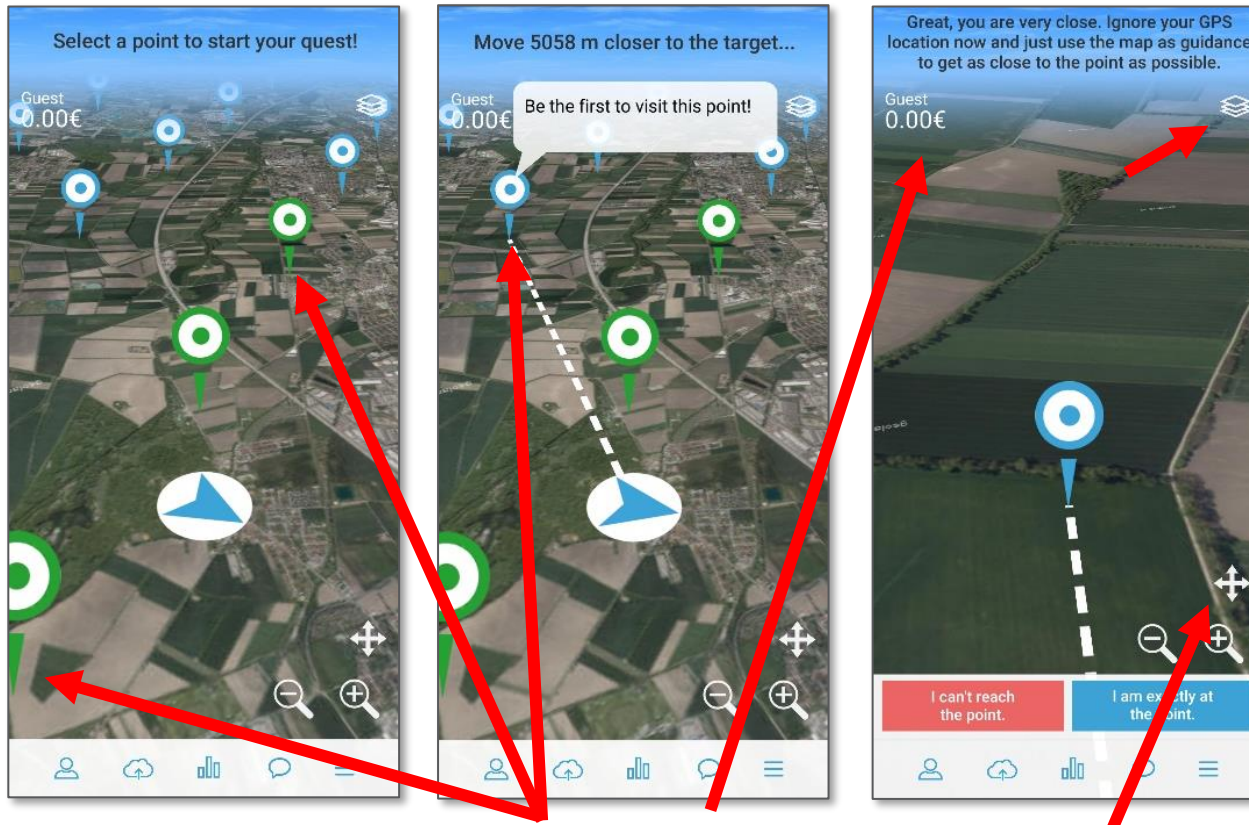 Select a point to start your quest!
Guest
0.00€
Move 5058 m closer to the target...
Guest
0.00€
Be the first to visit this point!
Great, you are very close. Ignore your GPS
location now and just use the map as guidance
to get as close to the point as possible.
Guest
0.00€
I can't reach
the point.
I am exactly at
the point.